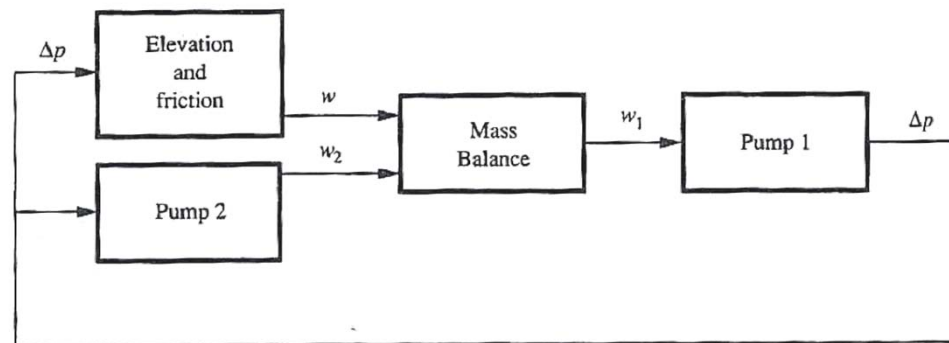 Δp
Elevation
and
friction
w
w₂
Pump 2
Mass
Balance
w₁
Pump 1
Δp